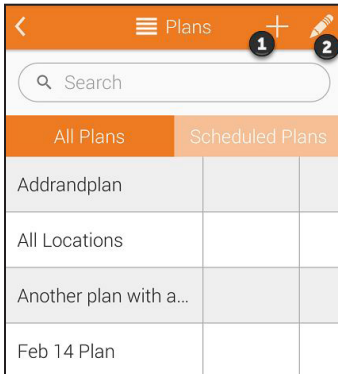 Plans
1
2
Search
All Plans Scheduled Plans
Addrandplan
All Locations
Another plan with a...
Feb 14 Plan